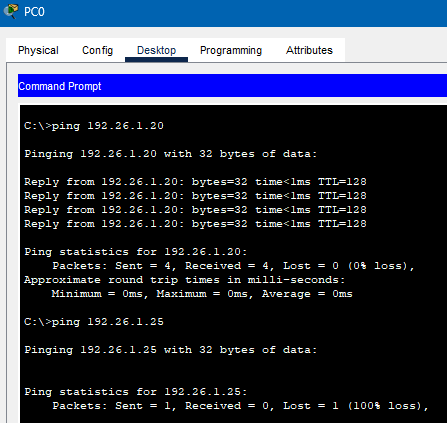 PC0
Physical Config Desktop Programming Attributes
Command Prompt
C:\>ping 192.26.1.20
Pinging 192.26.1.20 with 32 bytes of data:
Reply from 192.26.1.20: bytes=32 time<1ms TTL=128
Reply from 192.26.1.20: bytes=32 time<1ms TTL=128
Reply from 192.26.1.20: bytes=32 time<1ms TTL=128
Reply from 192.26.1.20: bytes=32 time<1ms TTL=128
Ping statistics for 192.26.1.20:
Packets: Sent = 4, Received = 4, Lost = 0 (0% loss),
Approximate round trip times in milli-seconds:
Minimum = 0ms, Maximum = 0ms, Average = 0ms
C:\>ping 192.26.1.25
Pinging 192.26.1.25 with 32 bytes of data:
Ping statistics for 192.26.1.25:
Packets: Sent = 1, Received = 0, Lost = 1 (100% loss),